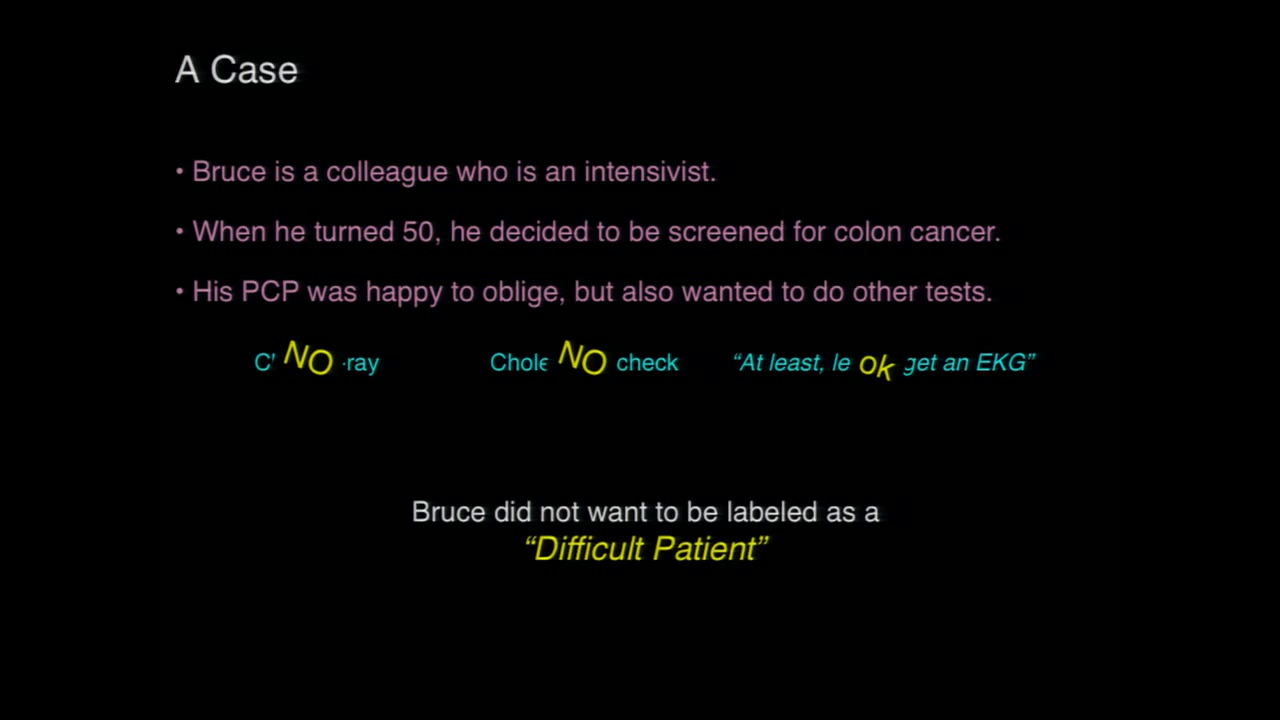 A Case
• Bruce is a colleague who is an intensivist.
• When he turned 50, he decided to be screened for colon cancer.
• His PCP was happy to oblige, but also wanted to do other tests.
NO -ray NO check “At least, ok get an EKG”
Bruce did not want to be labeled as a
“Difficult Patient”